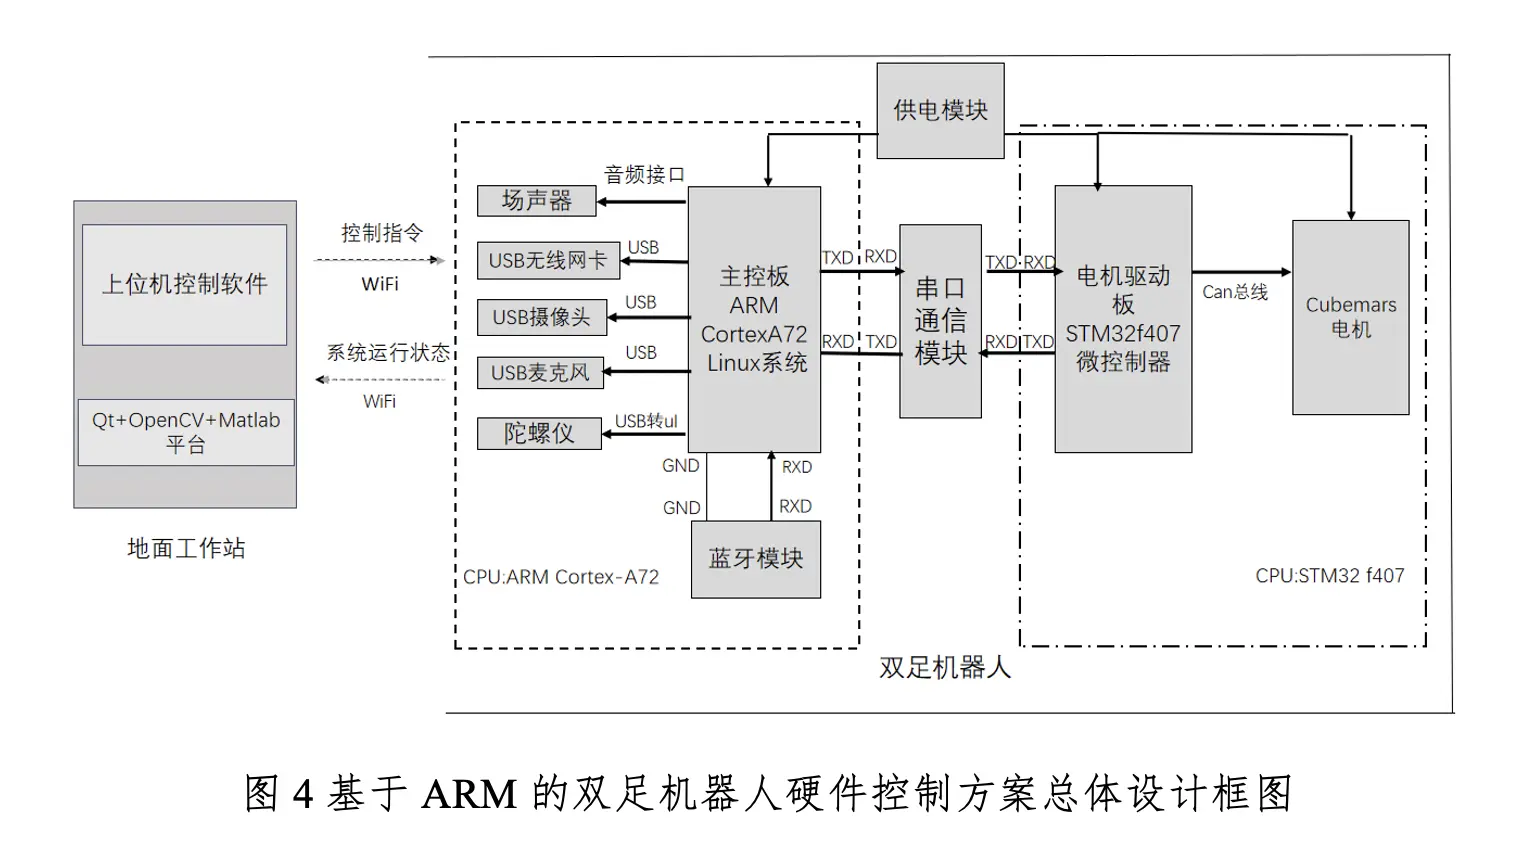 供电模块
音频接口
场声器
USB
USB无线网卡
USB
USB摄像头
USB
USB麦克风
USB转ul
陀螺仪
主控板
ARM
CortexA72
Linux系统
GND
RXD
GND
RXD
蓝牙模块
CPU:ARM Cortex-A72
TXD RXD
RXD TXD
串口
通信
模块
TXD RXD
RXD TXD
电机驱动
板
STM32f407
微控制器
Can总线
Cubemars
电机
CPU:STM32 f407
双足机器人
上位机控制软件
Qt+OpenCV+Matlab
平台
地面工作站
控制指令
WiFi
系统运行状态
WiFi
图 4 基于 ARM 的双足机器人硬件控制方案总体设计框图